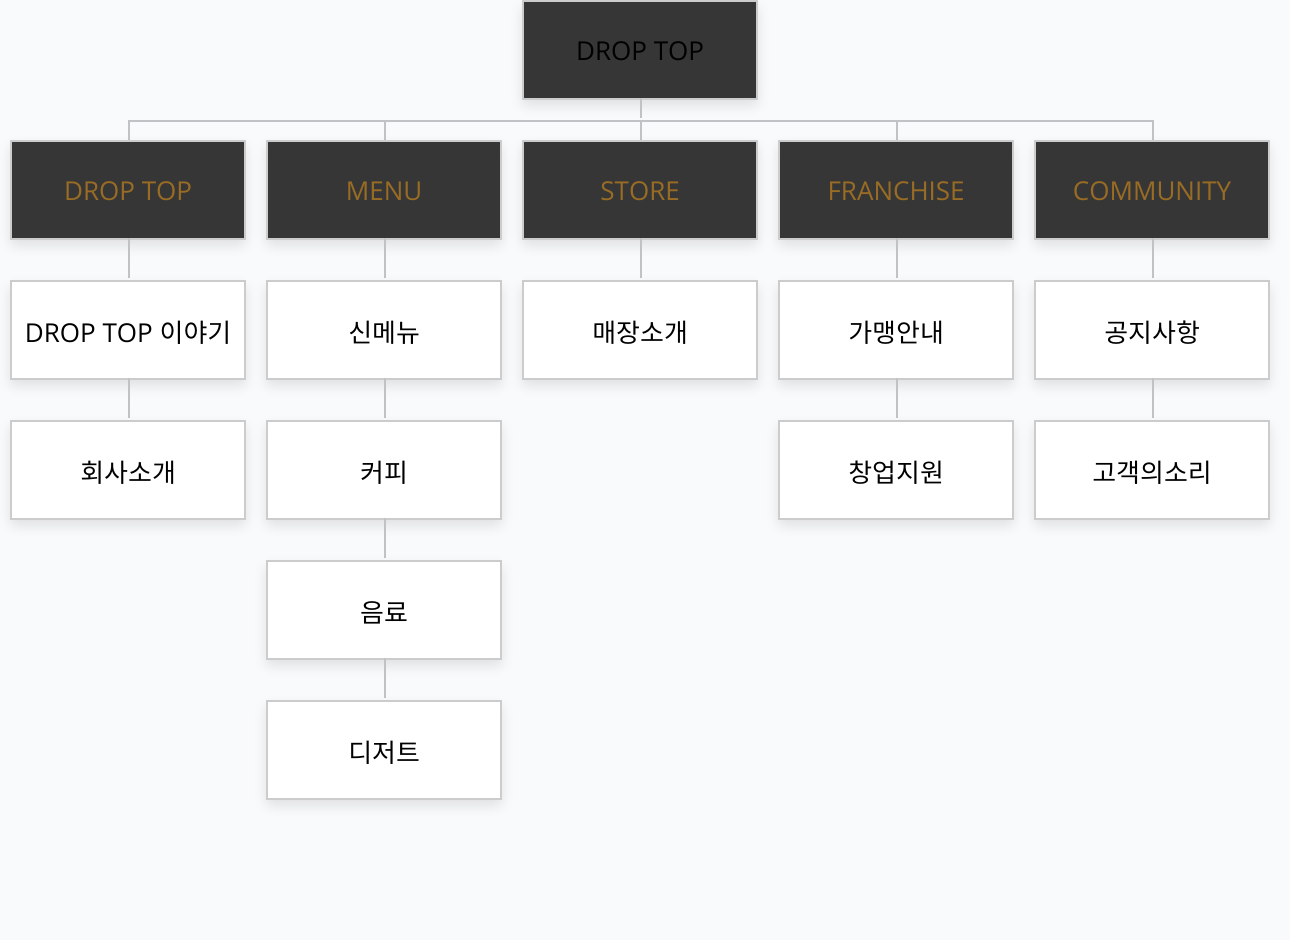 DROP TOP
DROP TOP
MENU
STORE
FRANCHISE
COMMUNITY
DROP TOP 이야기
신메뉴
매장소개
가맹안내
공지사항
회사소개
커피
창업지원
고객의소리
음료
디저트